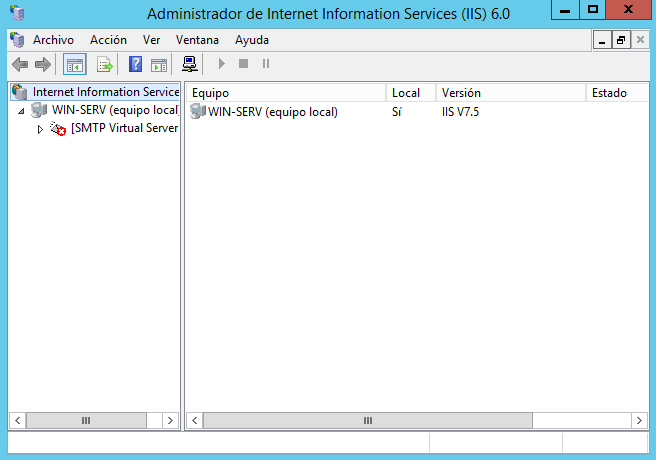 Administrador de Internet Information Services (IIS) 6.0
Archivo Acción Ver Ventana Ayuda
Internet Information Service
WIN-SERV (equipo local)
[SMTP Virtual Server
Equipo Local Versión Estado
WIN-SERV (equipo local) Sí IIS V7.5